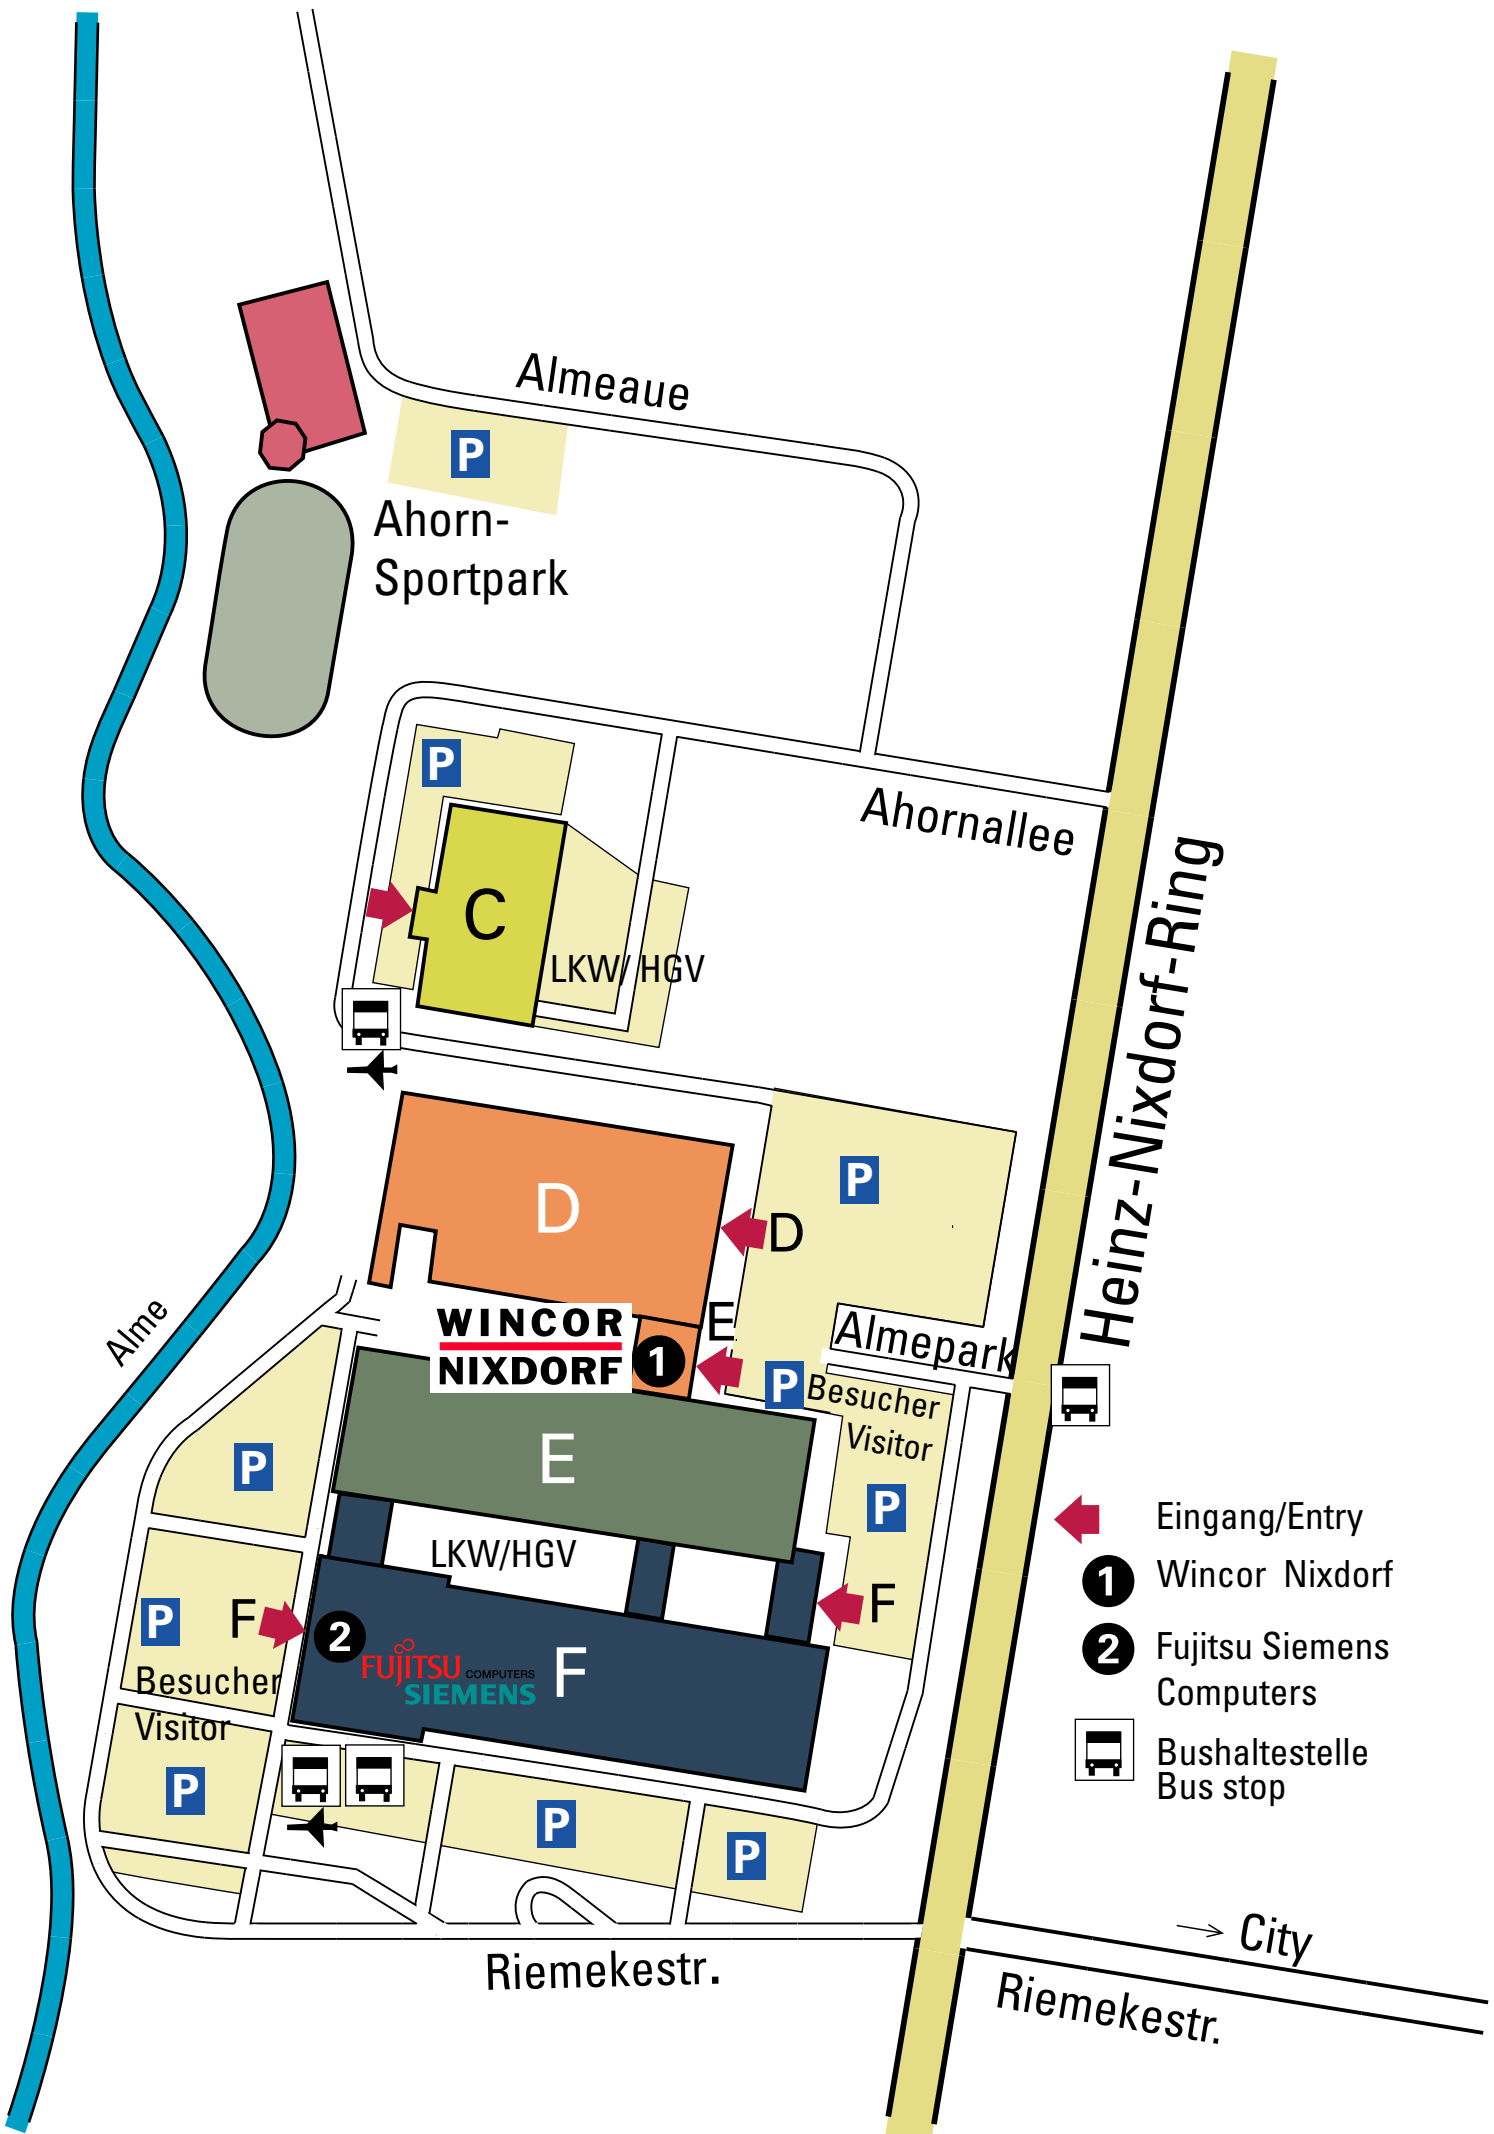 Almeaue
P
Ahorn-
Sportpark
P
Ahornallee
C
LKW/ HGV
Heinz-Nixdorf-Ring
D
P
D
Alme
WINCOR
NIXDORF
1
E
Almepark
P
Besucher
Visitor
E
P
P
LKW/HGV
Eingang/Entry
1
Wincor Nixdorf
2
Fujitsu Siemens
Computers
Bushaltestelle
Bus stop
F
P
F
Besucher
Visitor
2
FUJITSU COMPUTERS
SIEMENS
F
P
P
P
City
Riemekestr.
Riemekestr.